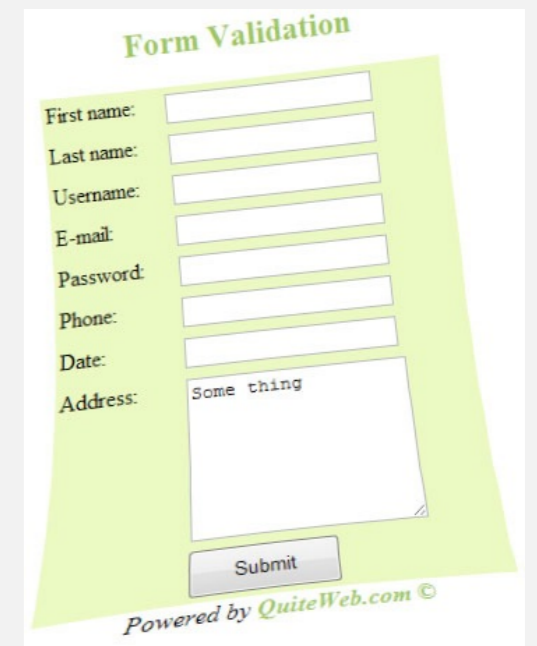 Form Validation
First name:
Last name:
Username:
E-mail:
Password:
Phone:
Date:
Address:
Some thing
Submit
Powered by QuiteWeb.com ©